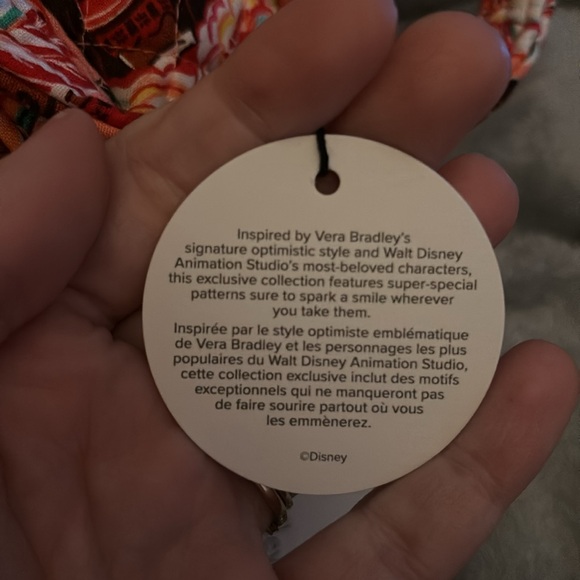 Inspired by Vera Bradley's
signature optimistic style and Walt Disney
Animation Studio's most-beloved characters,
this exclusive collection features super-special
patterns sure to spark a smile wherever
you take them.
Inspirée par le style optimiste emblématique
de Vera Bradley et les personnages les plus
populaires du Walt Disney Animation Studio,
cette collection exclusive inclut des motifs
exceptionnels qui ne manqueront pas
de faire sourire partout où vous
les emmènerez.
©Disney